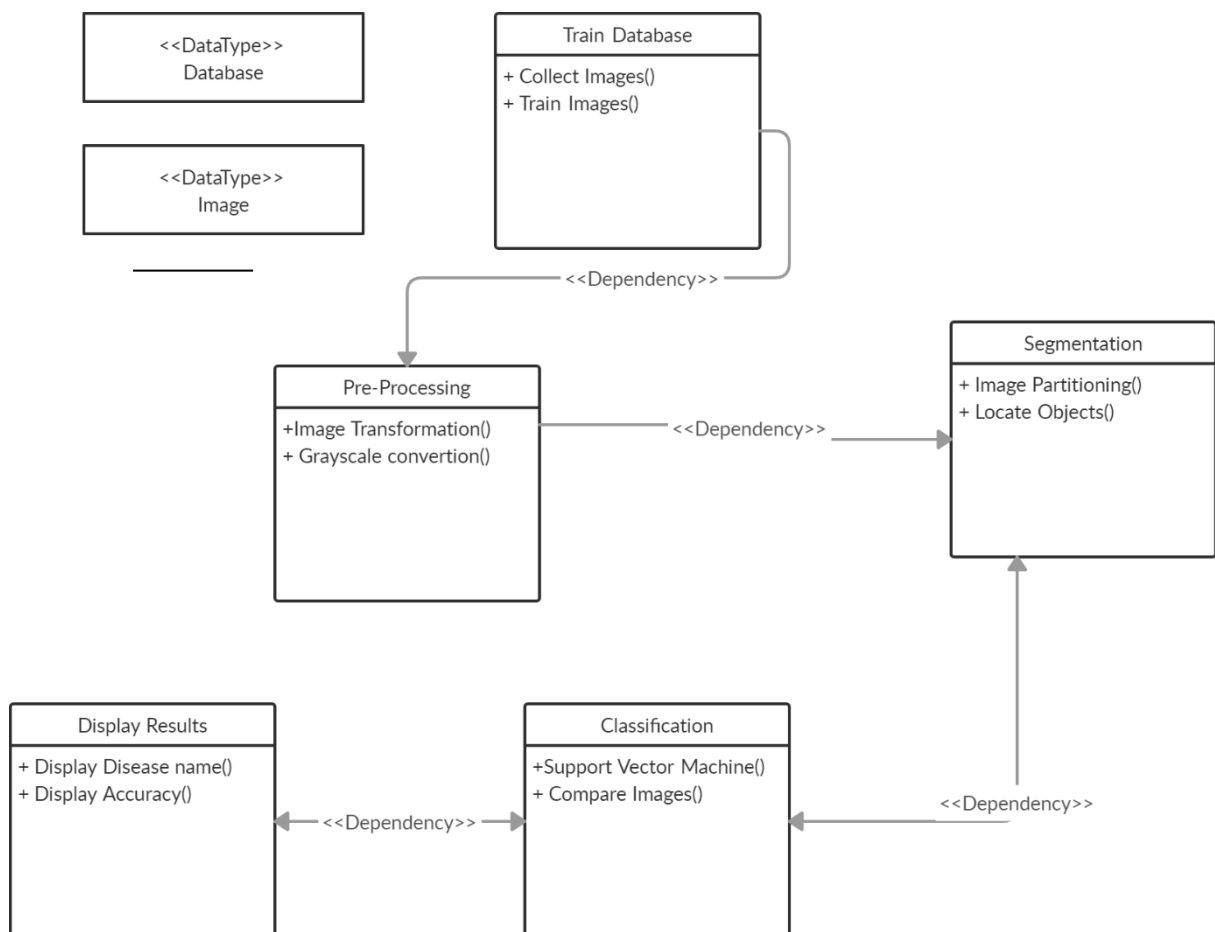 <<DataType>>
Database
<<DataType>>
Image
Train Database
+ Collect Images()
+ Train Images()
<<Dependency>>
Pre-Processing
+Image Transformation()
+ Grayscale convertion()
<<Dependency>>
Segmentation
+ Image Partitioning()
+ Locate Objects()
<<Dependency>>
Display Results
+ Display Disease name()
+ Display Accuracy()
<<Dependency>>
Classification
+Support Vector Machine()
+ Compare Images()